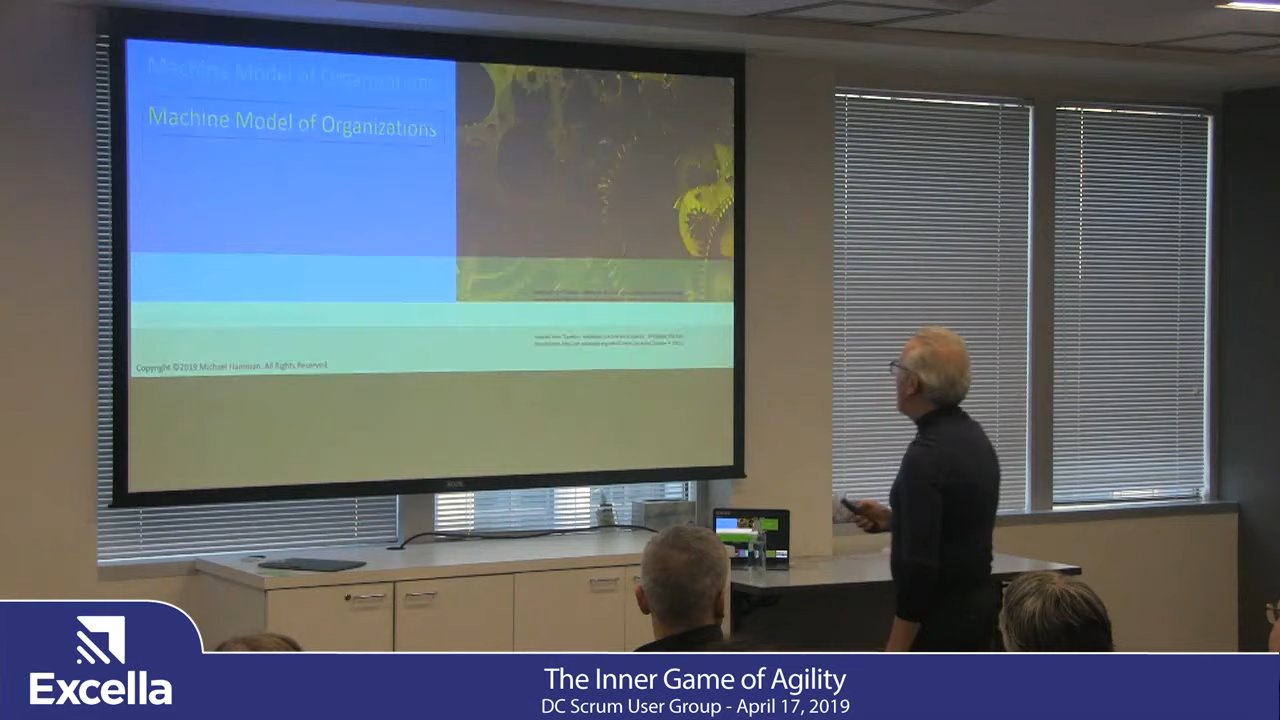 Machine Model of Organizations
Machine Model of Organizations
Copyright ©2019 Michael Hamman. All Rights Reserved.
Excella
The Inner Game of Agility
DC Scrum User Group - April 17, 2019